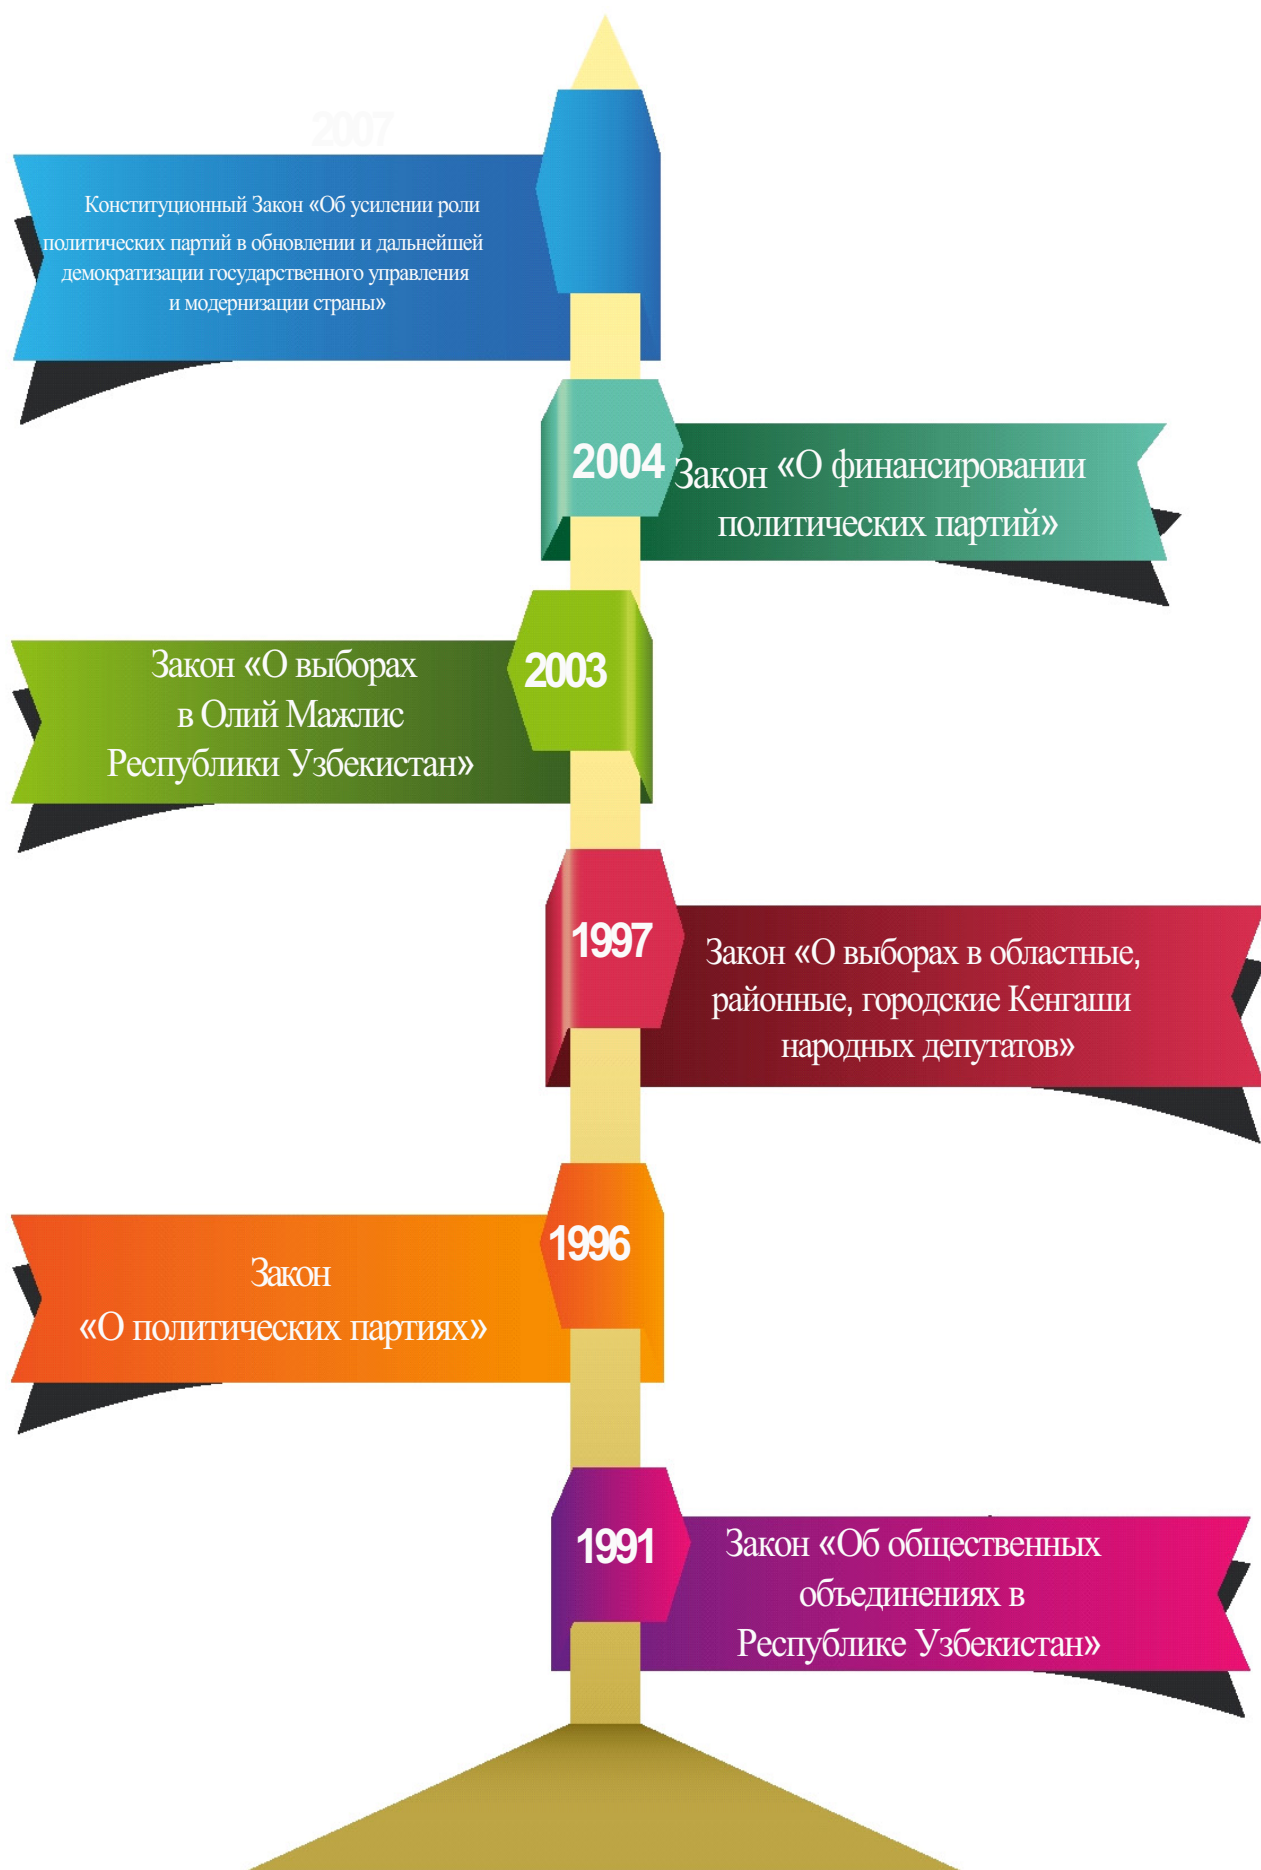 2007
Конституционный Закон «Об усилении роли
политических партий в обновлении и дальнейшей
демократизации государственного управления
и модернизации страны»
2004
Закон «О финансировании
политических партий»
2003
Закон «О выборах
в Олий Мажлис
Республики Узбекистан»
1997
Закон «О выборах в областные,
районные, городские Кенгаши
народных депутатов»
1996
Закон
«О политических партиях»
1991
Закон «Об общественных
объединениях в
Республике Узбекистан»